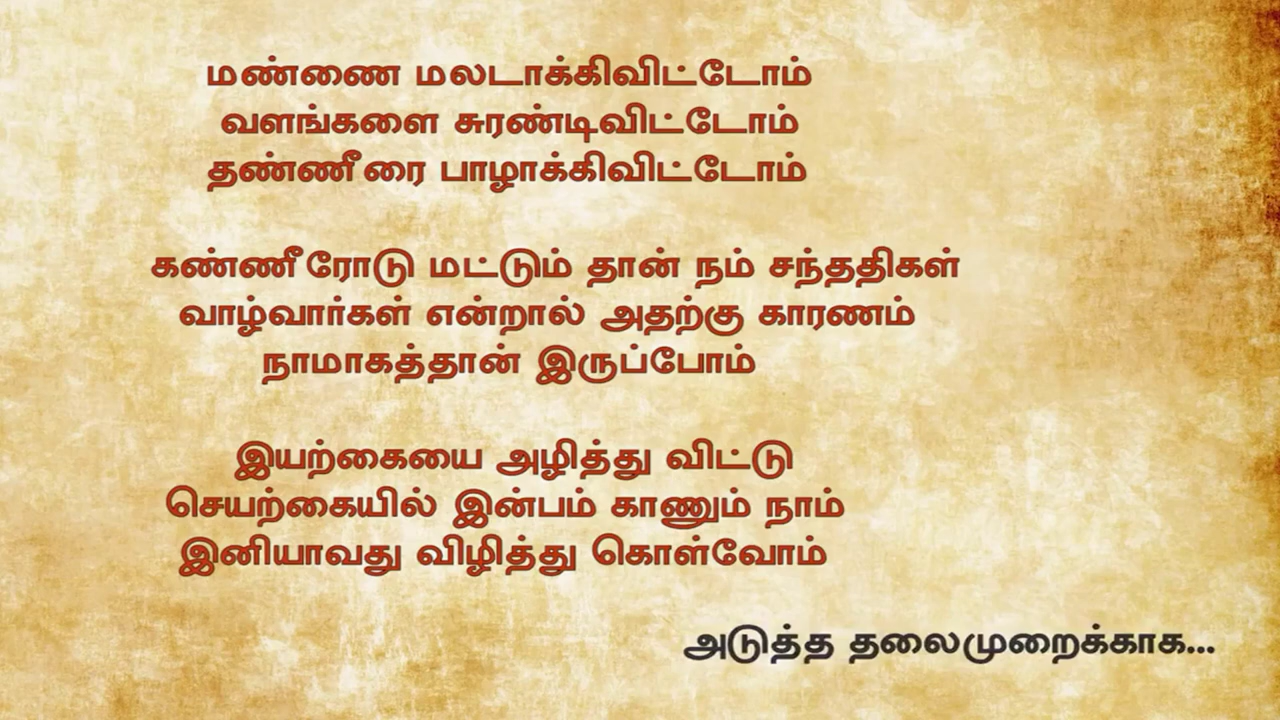 மண்ணை மலடாக்கிவிட்டோம்
வளங்களை சுரண்டிவிட்டோம்
தண்ணீரை பாழாக்கிவிட்டோம்
கண்ணீரோடு மட்டும் தான் நம் சந்ததிகள்
வாழ்வார்கள் என்றால் அதற்கு காரணம்
நாமாகத்தான் இருப்போம்
இயற்கையை அழித்து விட்டு
செயற்கையில் இன்பம் காணும் நாம்
இனியாவது விழித்து கொள்வோம்
அடுத்த தலைமுறைக்காக...